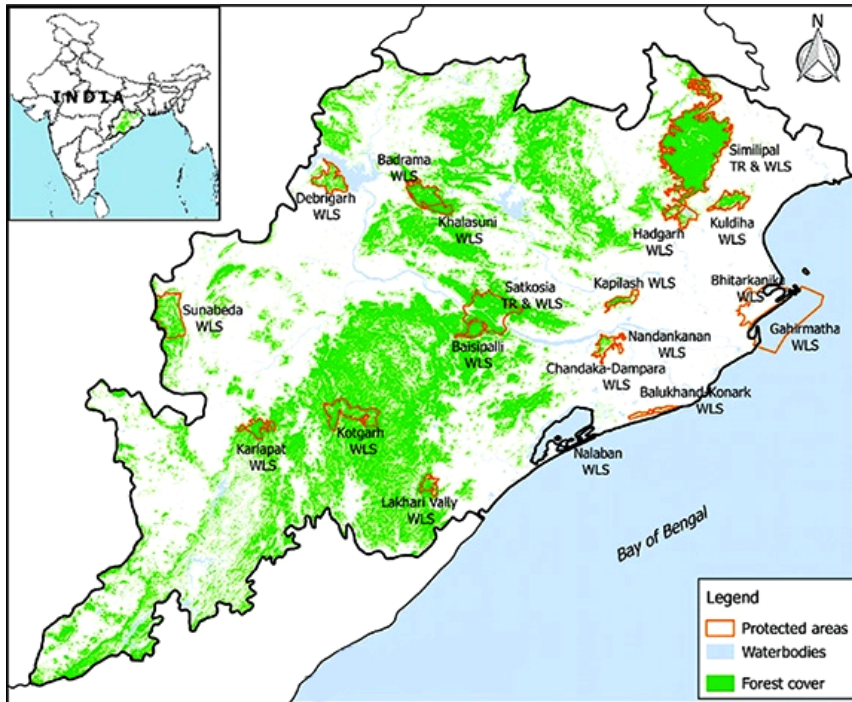 INDIA
N
Similipal
TR & WLS
Badrama
WLS
Debrigarh
WLS
Khalasuni
WLS
Hadgarh
WLS
Kuldiha
WLS
Sunabeda
WLS
Satkosia
TR & WLS
Kapilash WLS
Bhitarkanika
WLS
Gahirmatha
WLS
Baisipalli
WLS
Nandankanan
WLS
Chandaka-Dampara
WLS
Balukhand-Konark
WLS
Karlapat
WLS
Kotgarh
WLS
Nalaban
WLS
Lakhari Vally
WLS
Bay of Bengal
Legend
Protected areas
Waterbodies
Forest cover